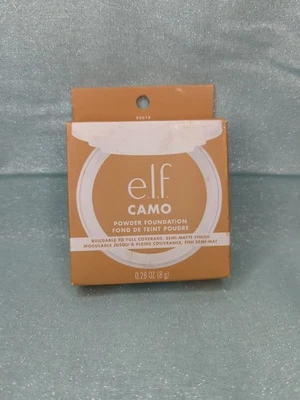 e.l.f
CAMO
POWDER FOUNDATION
FOND DE TEINT POUDRE
BUILDABLE TO FULL COVERAGE, SEMI-MATTE FINISH
MODULABLE JUSQU'À PLEINE COUVRANCE, FINI SEMI-MAT
0.28 OZ (8 g)